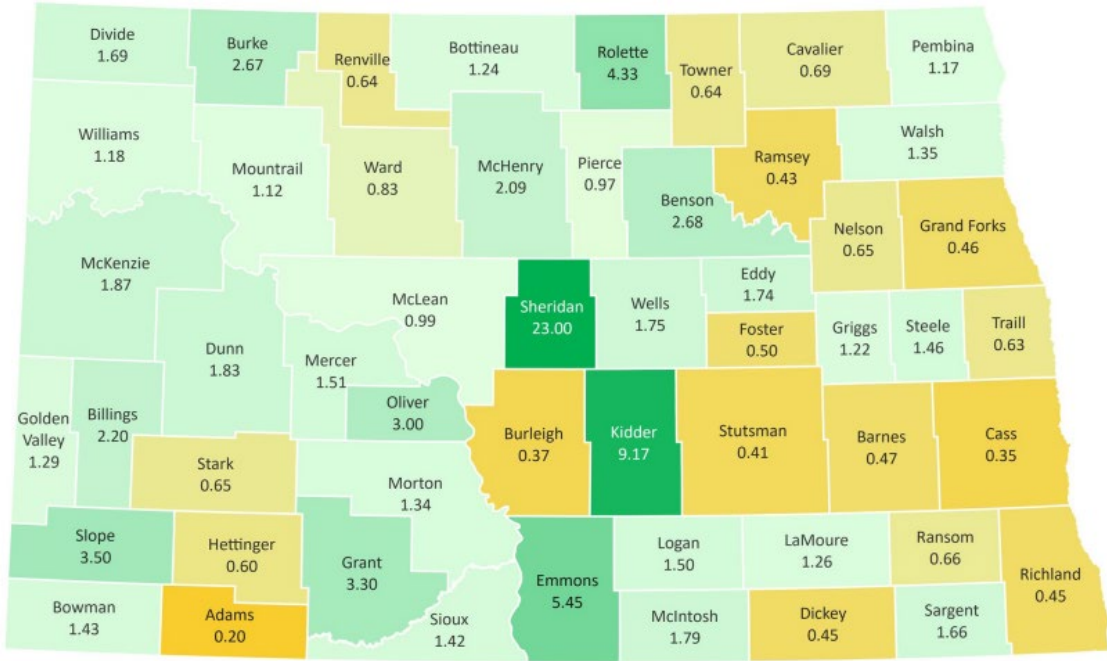 Divide
1.69
Burke
2.67
Renville
0.64
Bottineau
1.24
Rolette
4.33
Towner
0.64
Cavalier
0.69
Pembina
1.17
Williams
1.18
Mountrail
1.12
Ward
0.83
McHenry
2.09
Pierce
0.97
Benson
2.68
Ramsey
0.43
Walsh
1.35
Nelson
0.65
Grand Forks
0.46
McKenzie
1.87
Dunn
1.83
McLean
0.99
Mercer
1.51
Oliver
3.00
Sheridan
23.00
Wells
1.75
Eddy
1.74
Foster
0.50
Griggs
1.22
Steele
1.46
Traill
0.63
Golden
Valley
1.29
Billings
2.20
Stark
0.65
Morton
1.34
Burleigh
0.37
Kidder
9.17
Stutsman
0.41
Barnes
0.47
Cass
0.35
Slope
3.50
Hettinger
0.60
Grant
3.30
Emmons
5.45
Logan
1.50
LaMoure
1.26
Ransom
0.66
Richland
0.45
Bowman
1.43
Adams
0.20
Sioux
1.42
McIntosh
1.79
Dickey
0.45
Sargent
1.66